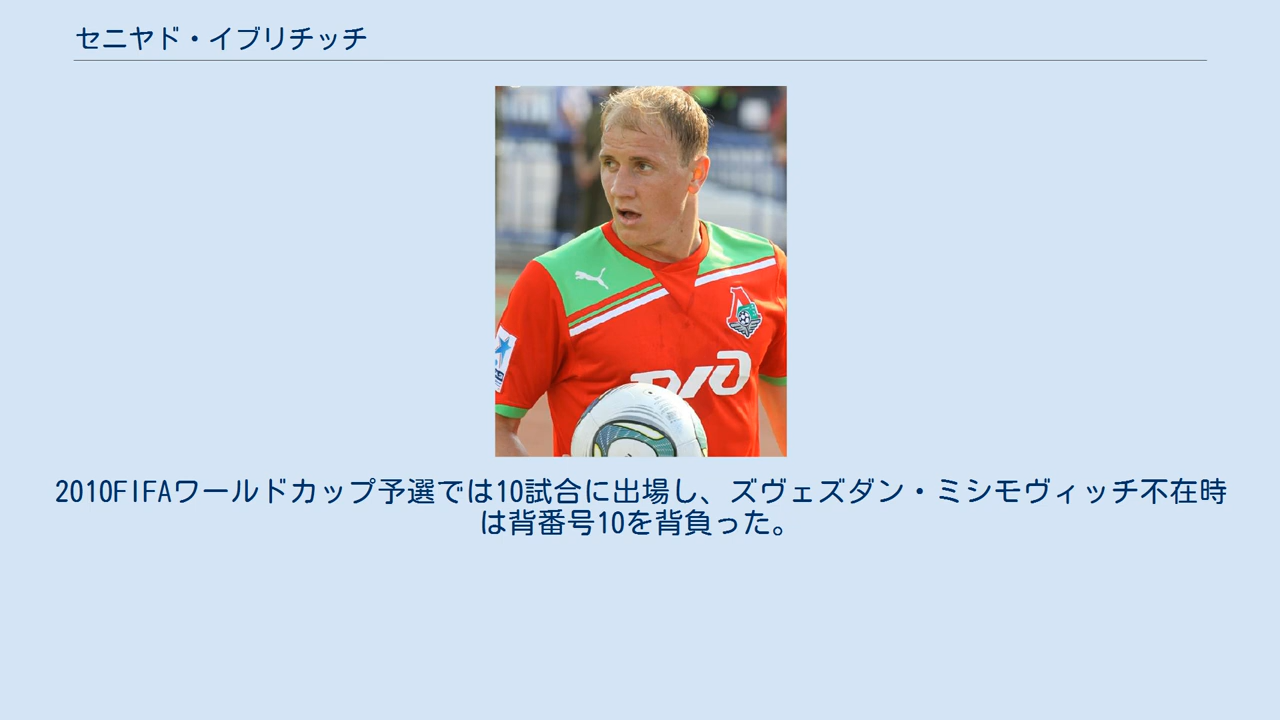 セニヤド・イブリチッチ
2010FIFAワールドカップ予選では10試合に出場し、ズヴェズダン・ミシモヴィッチ不在時
は背番号10を背負った。